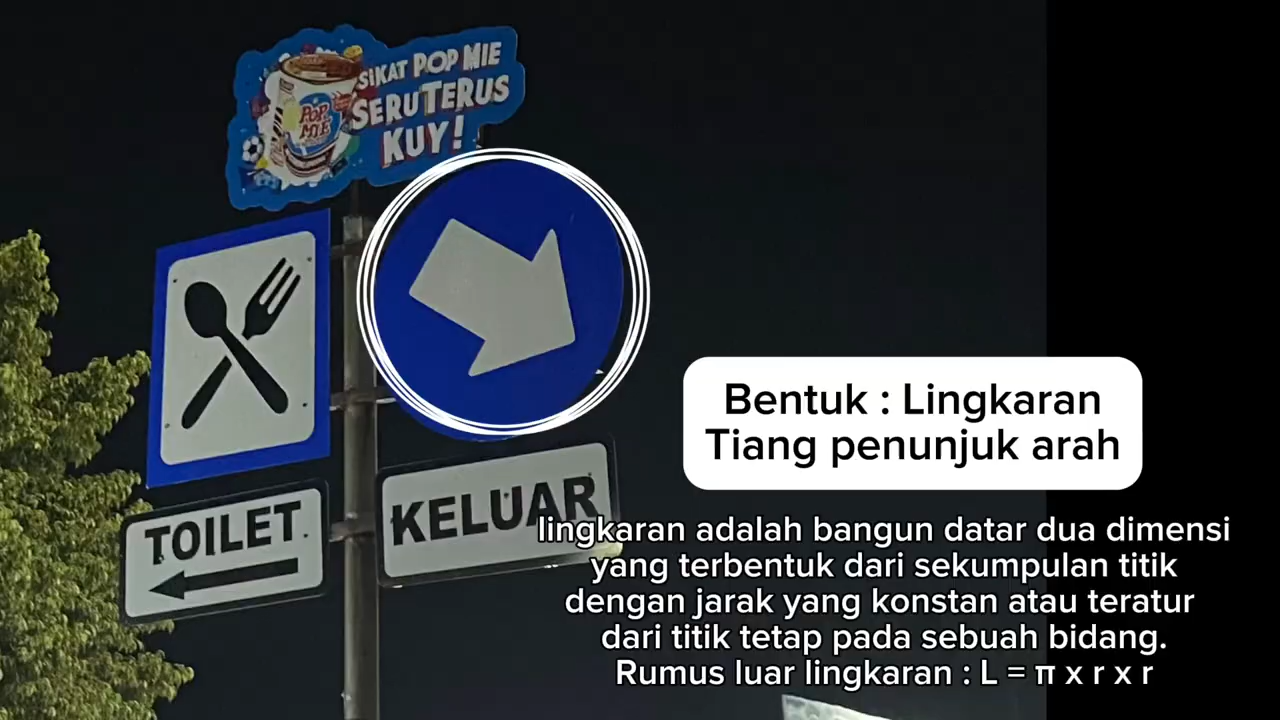 SIKAT POP MIE
SERU TERUS
KUY!
POP
MIE
TOILET
KELUAR
Bentuk : Lingkaran
Tiang penunjuk arah
lingkaran adalah bangun datar dua dimensi
yang terbentuk dari sekumpulan titik
dengan jarak yang konstan atau teratur
dari titik tetap pada sebuah bidang.
Rumus luar lingkaran : L = π x r x r